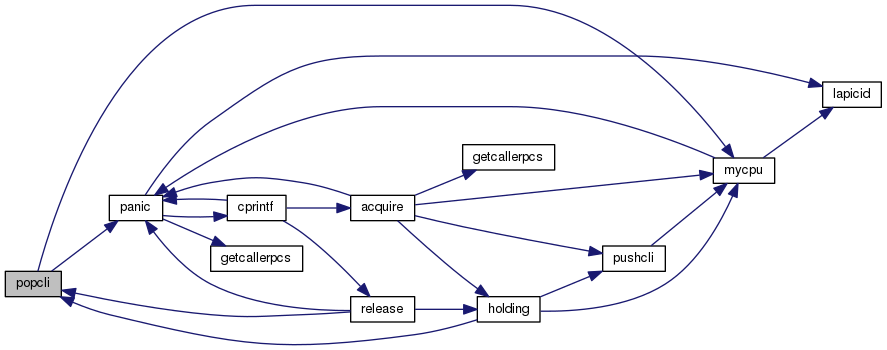 getcallerpcs
lapicid
mycpu
panic
cprintf
acquire
getcallerpcs
pushcli
popcli
release
holding